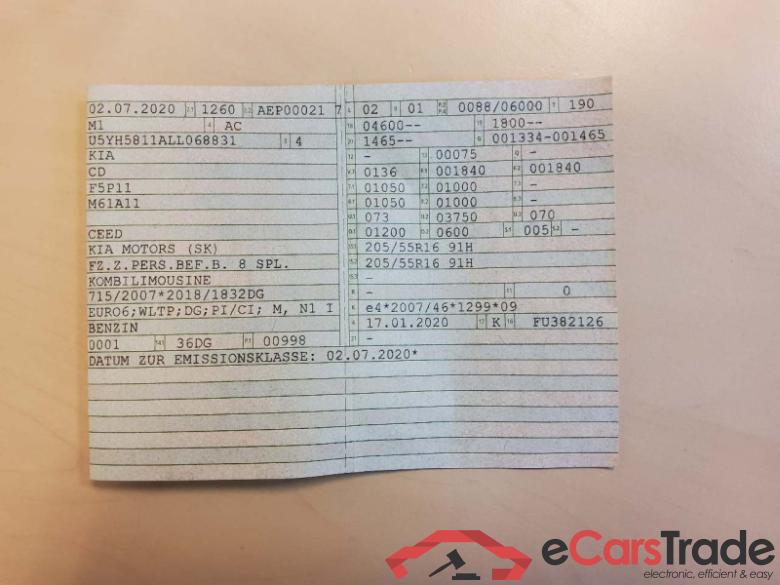 02.07.2020 1260 AEP00021 7 02 01 0088/06000 190
M1 AC 04600-- 1800--
U5YH5811ALL068831 4 1465-- 001334-001465
KIA - 00075 -
CD 0136 001840 001840
F5P11 01050 01000 -
M61A11 01050 01000 -
073 03750 070
CEED 01200 0600 005 -
KIA MOTORS (SK) 205/55R16 91H
FZ.Z.PERS.BEF.B. 8 SPL. 205/55R16 91H
KOMBILIMOUSINE -
715/2007*2018/1832DG - 0
EURO6;WLTP;DG;PI/CI; M, N1 I e4*2007/46*1299*09
BENZIN 17.01.2020 K FU382126
0001 36DG 00998 -
DATUM ZUR EMISSIONSKLASSE: 02.07.2020*
eCarsTrade
electronic, efficient & easy